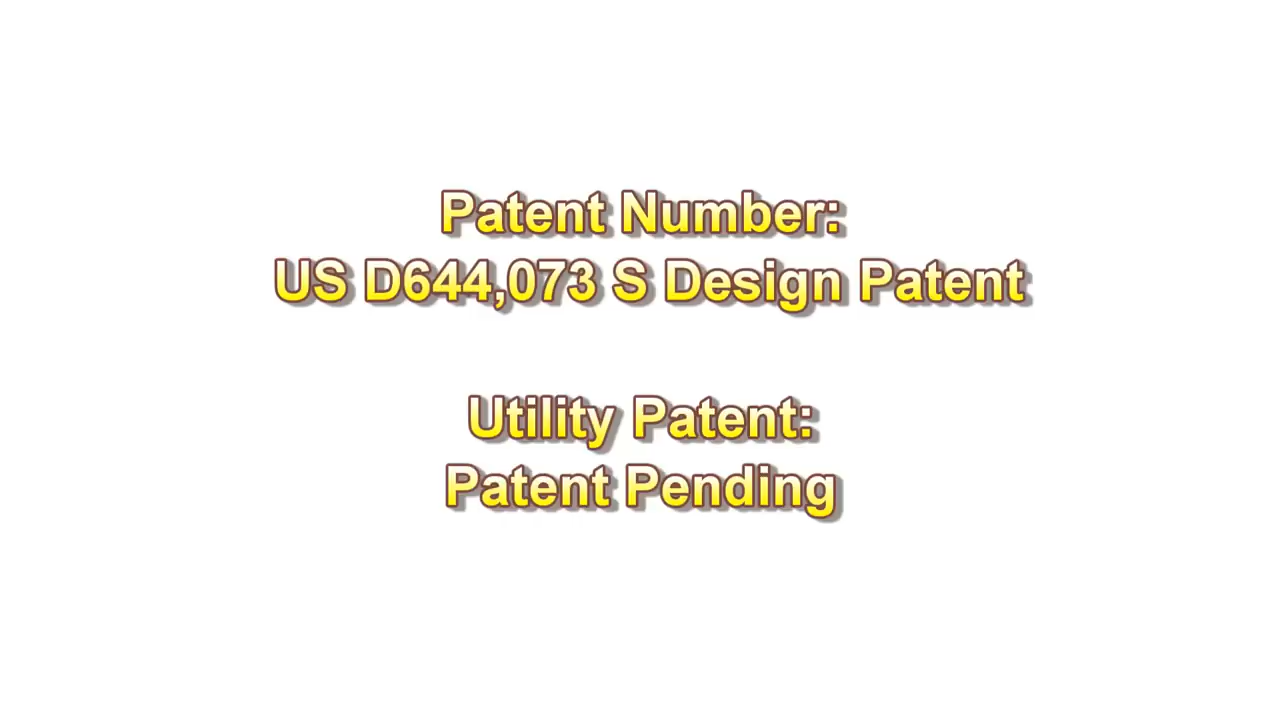 Patent Number:
US D644,073 S Design Patent
Utility Patent:
Patent Pending